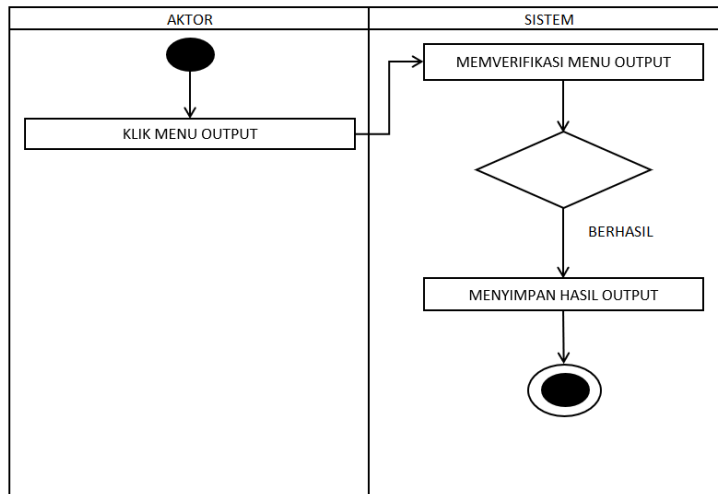 AKTOR
SISTEM
MEMVERIFIKASI MENU OUTPUT
KLIK MENU OUTPUT
BERHASIL
MENYIMPAN HASIL OUTPUT